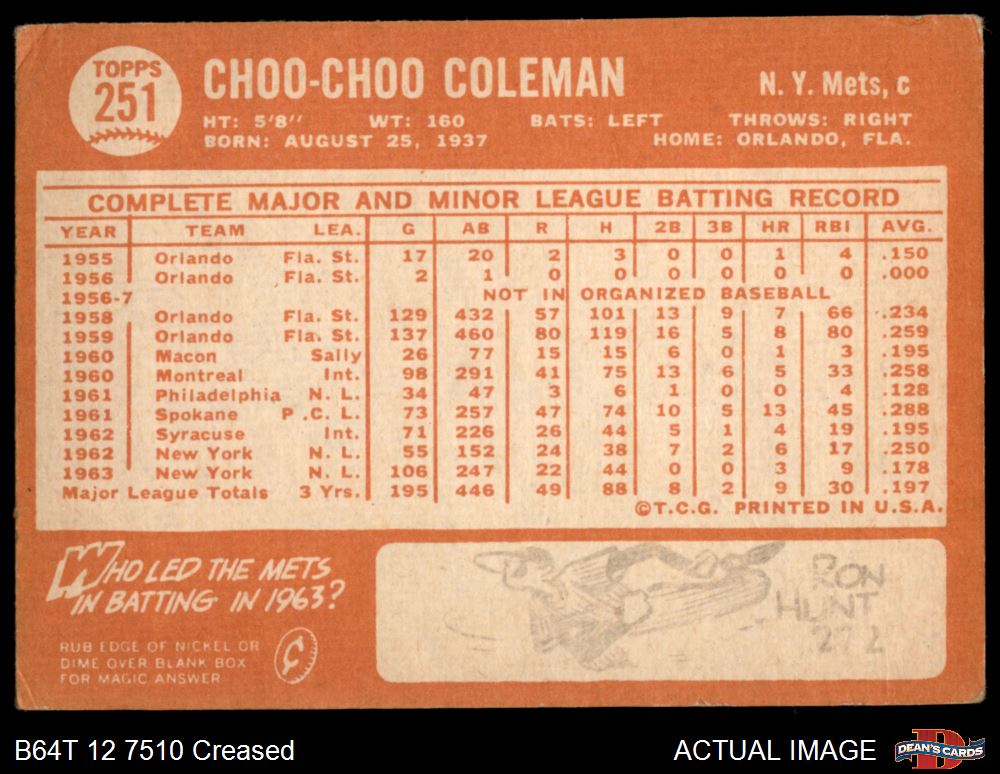 TOPPS
251
CHOO-CHOO COLEMAN
N. Y. Mets, c
HT: 5'8'' WT: 160 BATS: LEFT THROWS: RIGHT
BORN: AUGUST 25, 1937 HOME: ORLANDO, FLA.
COMPLETE MAJOR AND MINOR LEAGUE BATTING RECORD
YEAR TEAM LEA. G AB R H 2B 3B HR RBI AVG.
1955 Orlando Fla. St. 17 20 2 3 0 0 1 4 .150
1956 Orlando Fla. St. 2 1 0 0 0 0 0 0 .000
1956-7 NOT IN ORGANIZED BASEBALL
1958 Orlando Fla. St. 129 432 57 101 13 9 7 66 .234
1959 Orlando Fla. St. 137 460 80 119 16 5 8 80 .259
1960 Macon Sally 26 77 15 15 6 0 1 3 .195
1960 Montreal Int. 98 291 41 75 13 6 5 33 .258
1961 Philadelphia N. L. 34 47 3 6 1 0 0 4 .128
1961 Spokane P.C.L. 73 257 47 74 10 5 13 45 .288
1962 Syracuse Int. 71 226 26 44 5 1 4 19 .195
1962 New York N. L. 55 152 24 38 7 2 6 17 .250
1963 New York N. L. 106 247 22 44 0 0 3 9 .178
Major League Totals 3 Yrs. 195 446 49 88 8 2 9 30 .197
©T.C.G. PRINTED IN U.S.A.
WHO LED THE METS
IN BATTING IN 1963?
RUB EDGE OF NICKEL OR
DIME OVER BLANK BOX
FOR MAGIC ANSWER
¢
RON
HUNT
272
B64T 12 7510 Creased
ACTUAL IMAGE
D
DEAN'S CARDS